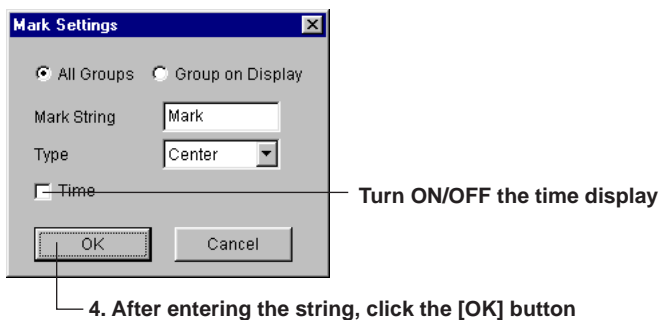 Mark Settings
All Groups Group on Display
Mark String Mark
Type Center
Time
Turn ON/OFF the time display
OK Cancel
4. After entering the string, click the [OK] button